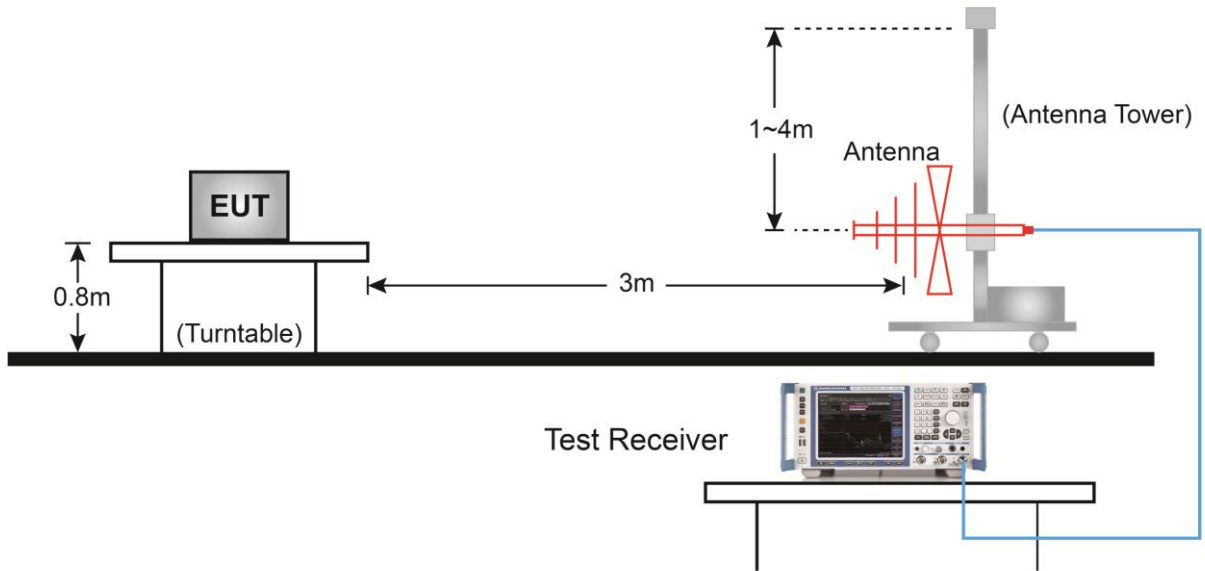 (Antenna Tower)
1~4m
Antenna
EUT
3m
0.8m
(Turntable)
Test Receiver